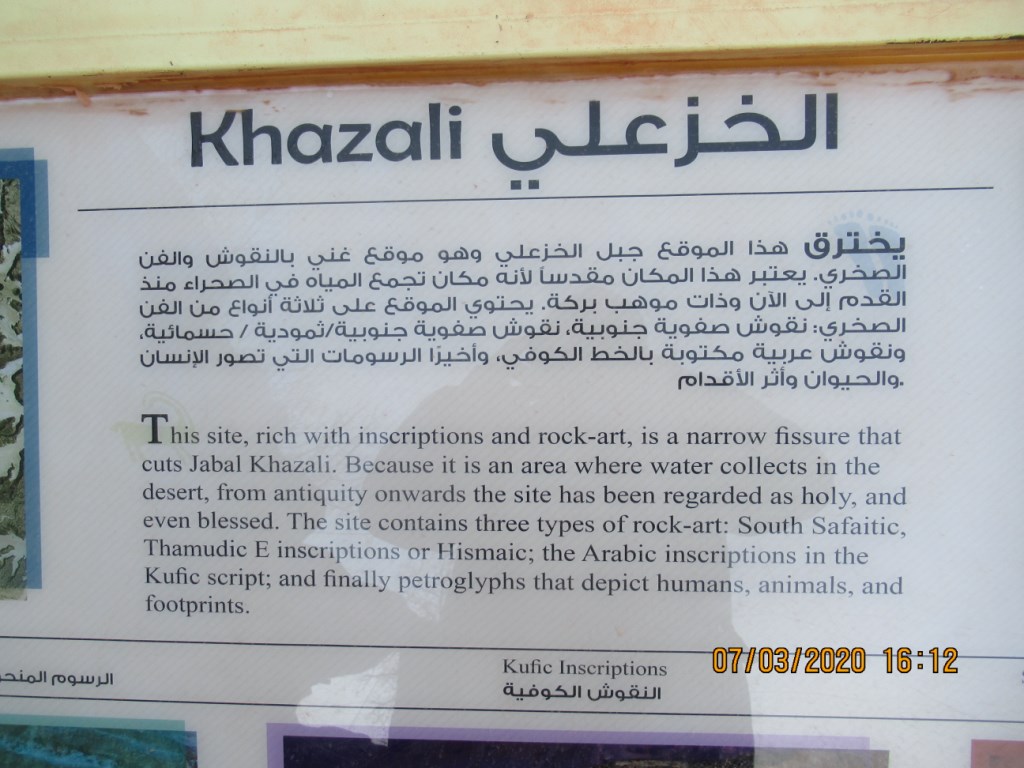 Khazali الخزعلي
يخترق هذا الموقع جبل الخزعلي وهو موقع غني بالنقوش والفن
الصخري. يعتبر هذا المكان مقدساً لأنه مكان تجمع المياه في الصحراء منذ
القدم إلى الآن وذات موهب بركة. يحتوي الموقع على ثلاثة أنواع من الفن
الصخري: نقوش صفوية جنوبية، نقوش صفوية جنوبية/ثمودية / حسمائية،
ونقوش عربية مكتوبة بالخط الكوفي، وأخيرًا الرسومات التي تصور الإنسان
والحيوان وأثر الأقدام.
This site, rich with inscriptions and rock-art, is a narrow fissure that
cuts Jabal Khazali. Because it is an area where water collects in the
desert, from antiquity onwards the site has been regarded as holy, and
even blessed. The site contains three types of rock-art: South Safaitic,
Thamudic E inscriptions or Hismaic; the Arabic inscriptions in the
Kufic script; and finally petroglyphs that depict humans, animals, and
footprints.
Kufic Inscriptions
النقوش الكوفية
الرسوم
07/03/2020 16:12